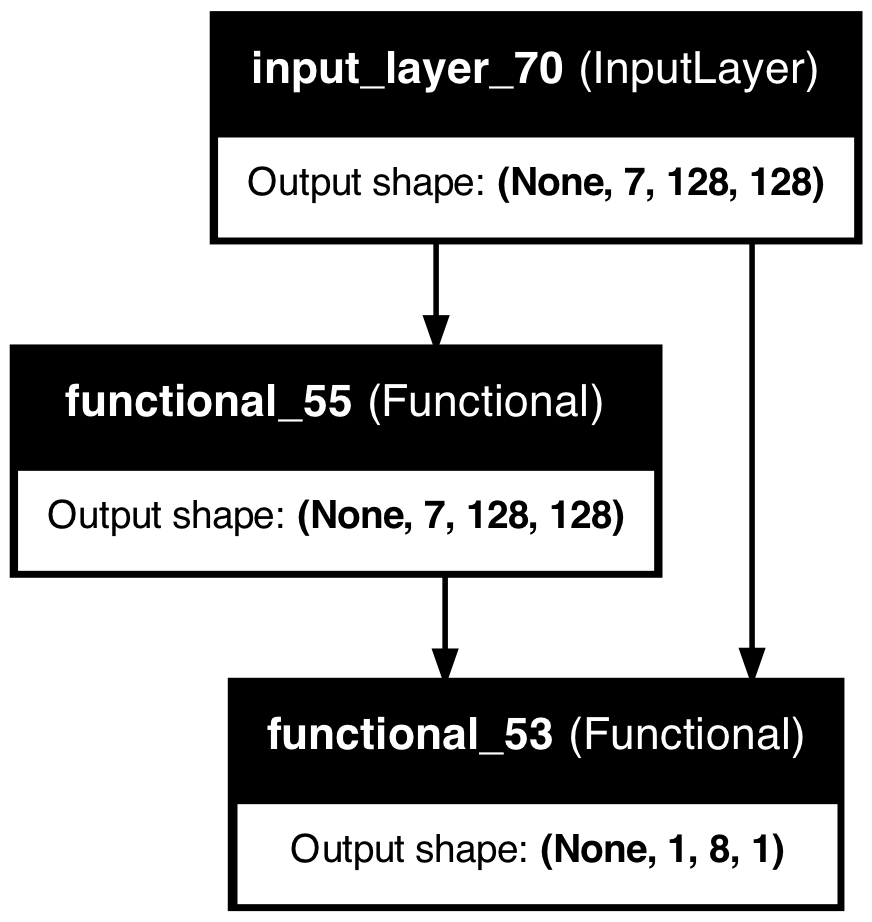 input_layer_70 (InputLayer)
Output shape: (None, 7, 128, 128)
functional_55 (Functional)
Output shape: (None, 7, 128, 128)
functional_53 (Functional)
Output shape: (None, 1, 8, 1)